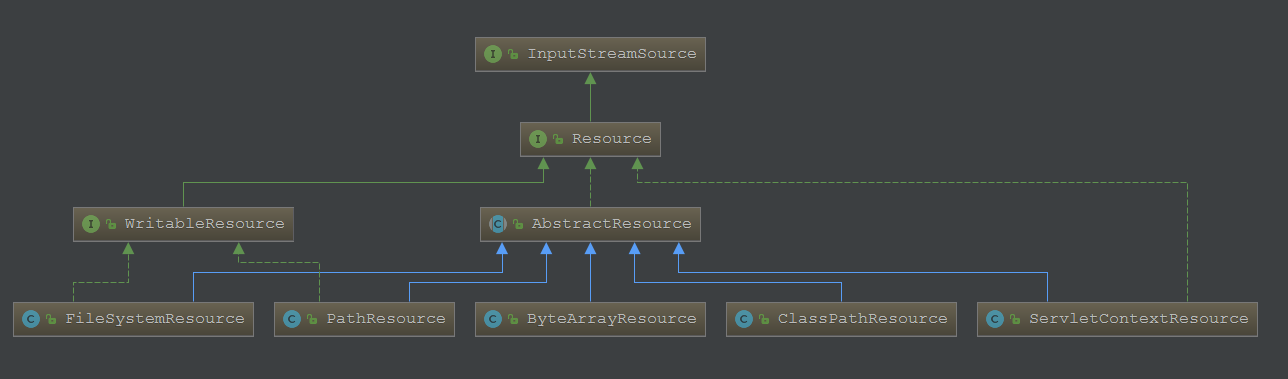 I InputStreamSource
I Resource
I WritableResource
C AbstractResource
C FileSystemResource
C PathResource
C ByteArrayResource
C ClassPathResource
C ServletContextResource